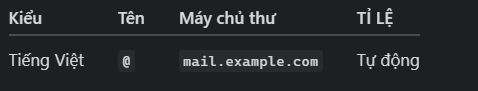 Kiểu Tên Máy chủ thư TỈ LỆ
Tiếng Việt @ mail.example.com Tự động